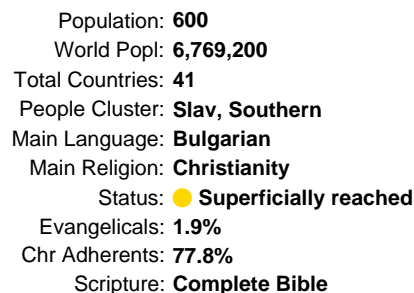 Population: 600
World Popl: 6,769,200
Total Countries: 41
People Cluster: Slav, Southern
Main Language: Bulgarian
Main Religion: Christianity
Status: Superficially reached
Evangelicals: 1.9%
Chr Adherents: 77.8%
Scripture: Complete Bible